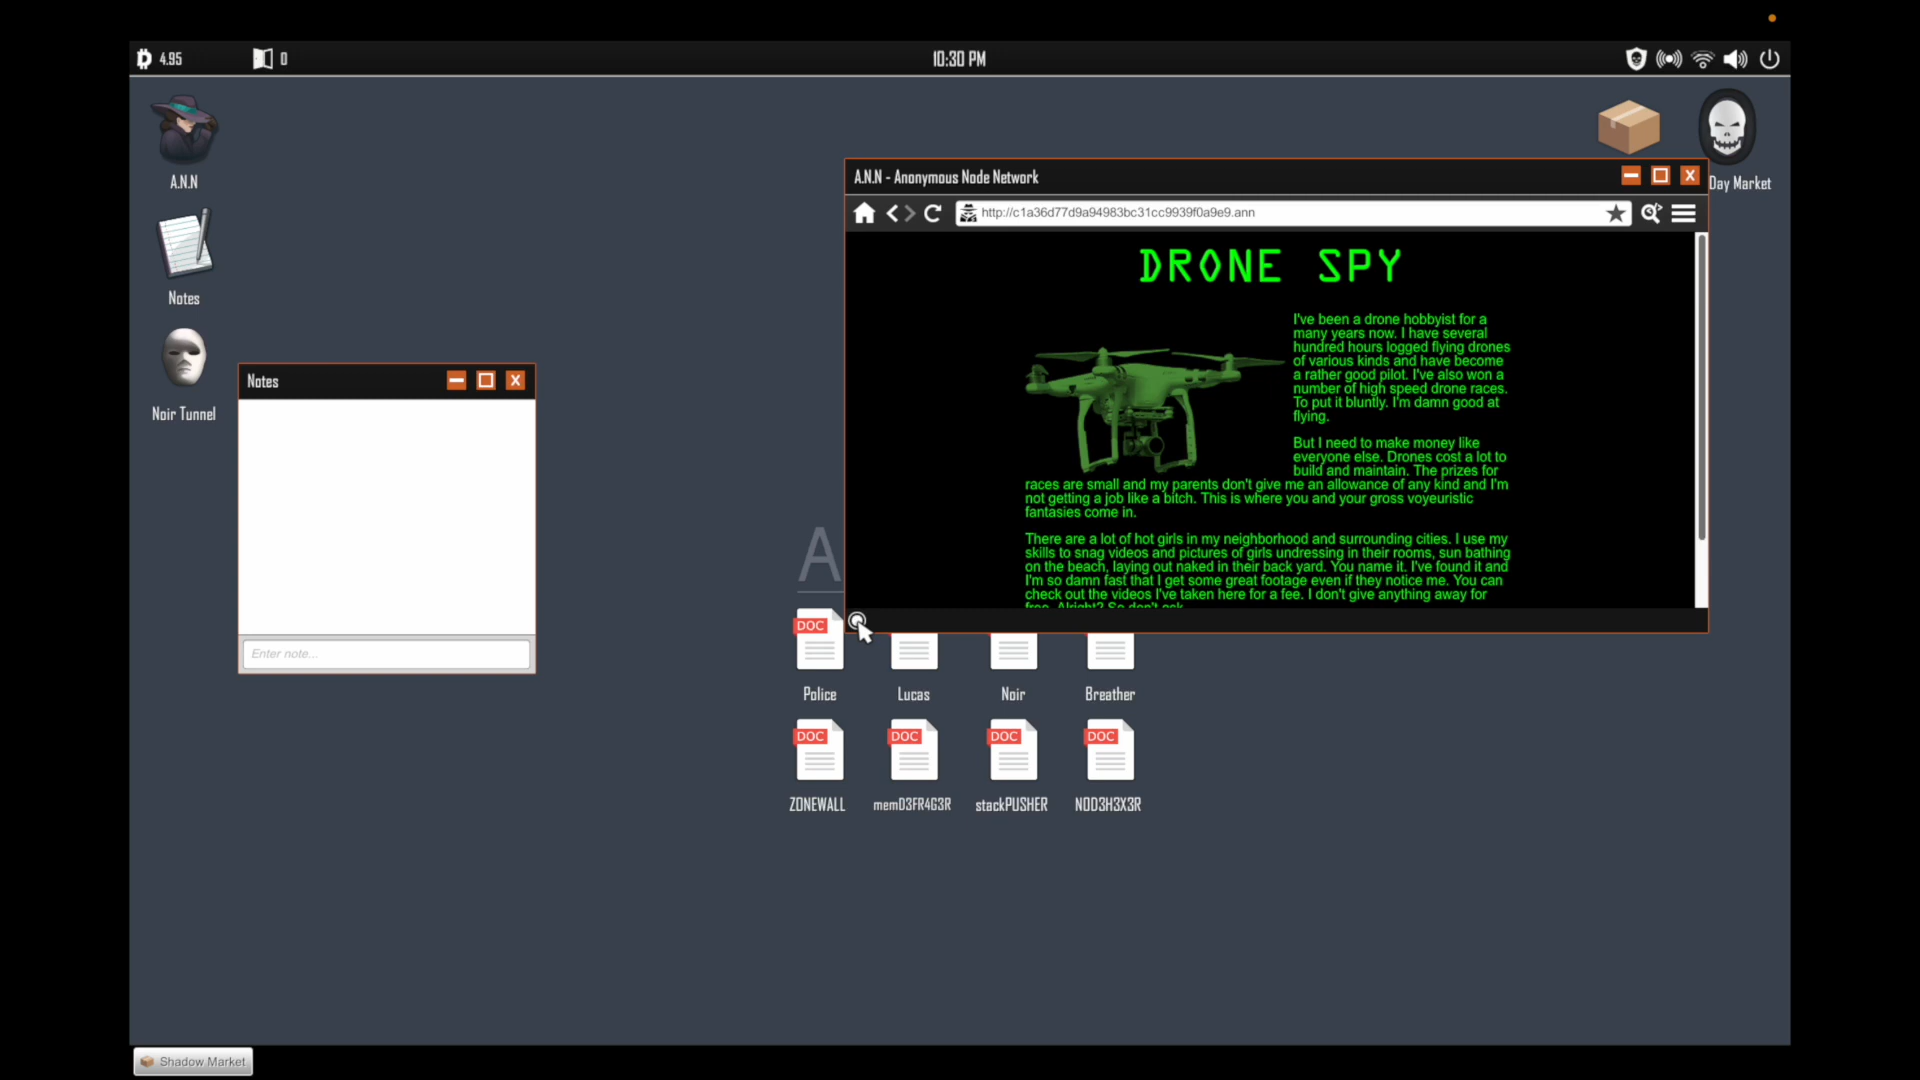 4.95
0
10:30 PM
A.N.N
Notes
Noir Tunnel
Notes
Enter note...
Day Market
A.N.N - Anonymous Node Network
http://c1a36d77d9a94983bc31cc9939f0a9e9.ann
DRONE SPY
I've been a drone hobbyist for a
many years now. I have several
hundred hours logged flying drones
of various kinds and have become
a rather good pilot. I've also won a
number of high speed drone races.
To put it bluntly. I'm damn good at
flying.
But I need to make money like
everyone else. Drones cost a lot to
build and maintain. The prizes for
races are small and my parents don't give me an allowance of any kind and I'm
not getting a job like a bitch. This is where you and your gross voyeuristic
fantasies come in.
There are a lot of hot girls in my neighborhood and surrounding cities. I use my
skills to snag videos and pictures of girls undressing in their rooms, sun bathing
on the beach, laying out naked in their back yard. You name it. I've found it and
I'm so damn fast that I get some great footage even if they notice me. You can
check out the videos I've taken here for a fee. I don't give anything away for
free. Alright? So don't ask.
A
DOC
Police
Lucas
Noir
Breather
DOC
DOC
DOC
DOC
ZONEWALL
memD3FR4G3R
stackPUSHER
NOD3H3X3R
Shadow Market